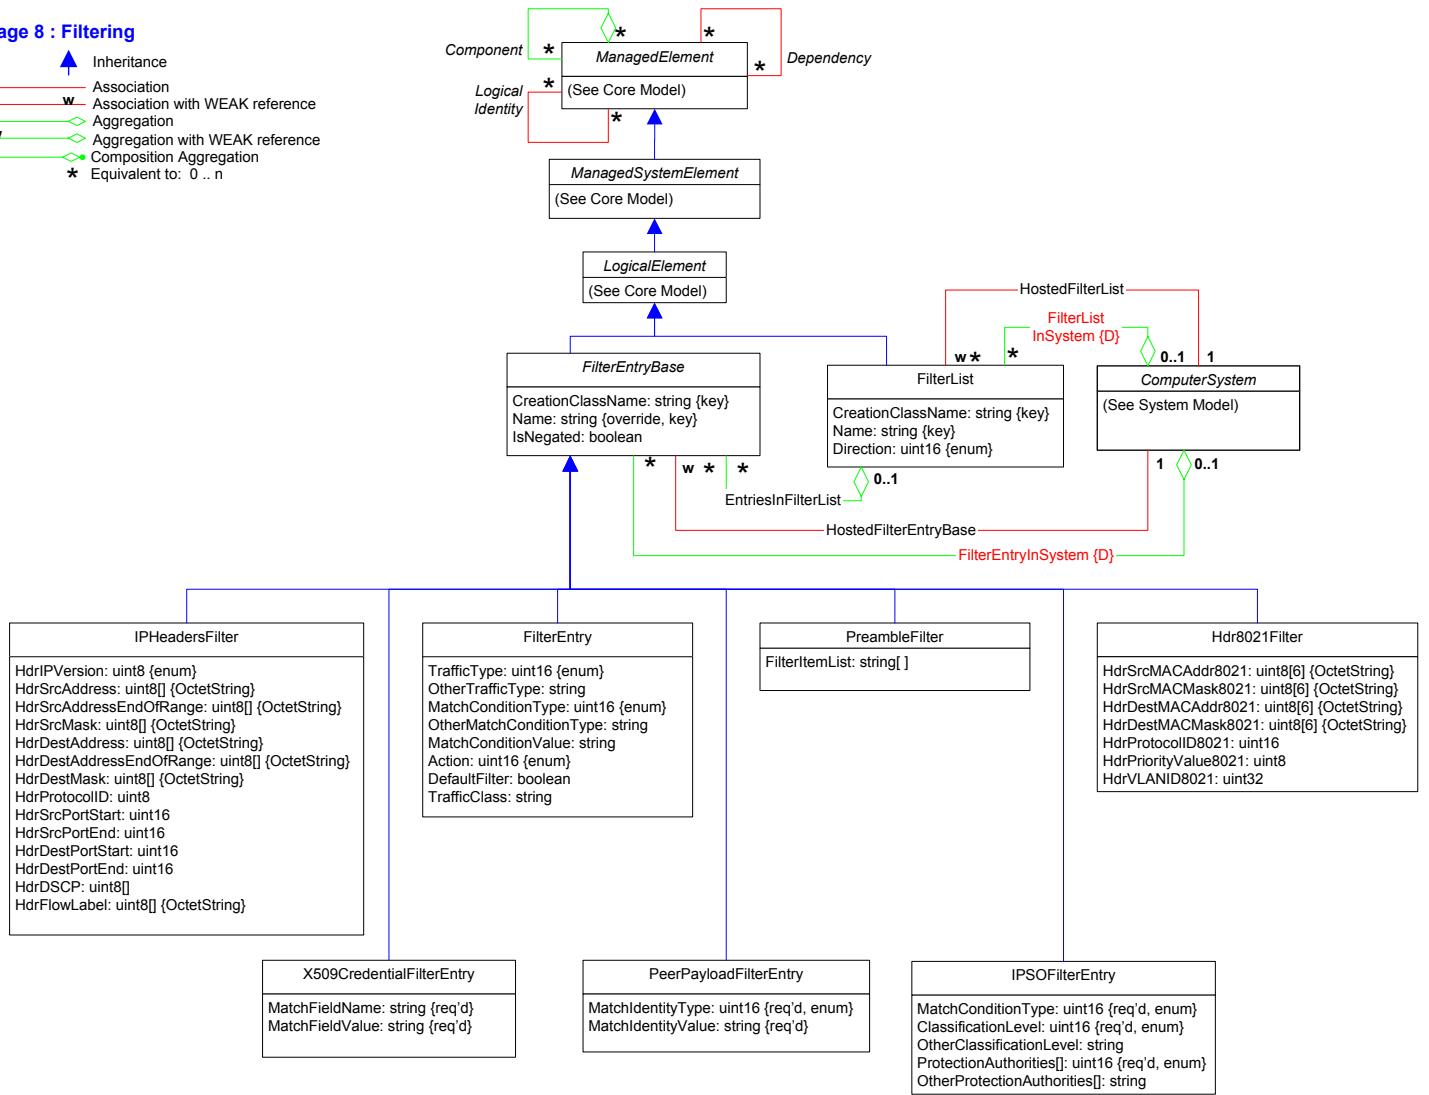 age 8 : Filtering
Inheritance
Association
w Association with WEAK reference
Aggregation
Aggregation with WEAK reference
Composition Aggregation
* Equivalent to: 0 .. n
Component
*
*
*
*
Dependency
ManagedElement
(See Core Model)
Logical
Identity
*
*
ManagedSystemElement
(See Core Model)
LogicalElement
(See Core Model)
HostedFilterList
FilterList
InSystem {D}
w *
*
0..1
1
FilterEntryBase
CreationClassName: string {key}
Name: string {override, key}
IsNegated: boolean
FilterList
CreationClassName: string {key}
Name: string {key}
Direction: uint16 {enum}
ComputerSystem
(See System Model)
*
w *
*
0..1
1
0..1
EntriesInFilterList
HostedFilterEntryBase
FilterEntryInSystem {D}
IPHeadersFilter
HdrIPVersion: uint8 {enum}
HdrSrcAddress: uint8[] {OctetString}
HdrSrcAddressEndOfRange: uint8[] {OctetString}
HdrSrcMask: uint8[] {OctetString}
HdrDestAddress: uint8[] {OctetString}
HdrDestAddressEndOfRange: uint8[] {OctetString}
HdrDestMask: uint8[] {OctetString}
HdrProtocolID: uint8
HdrSrcPortStart: uint16
HdrSrcPortEnd: uint16
HdrDestPortStart: uint16
HdrDestPortEnd: uint16
HdrDSCP: uint8[]
HdrFlowLabel: uint8[] {OctetString}
FilterEntry
TrafficType: uint16 {enum}
OtherTrafficType: string
MatchConditionType: uint16 {enum}
OtherMatchConditionType: string
MatchConditionValue: string
Action: uint16 {enum}
DefaultFilter: boolean
TrafficClass: string
PreambleFilter
FilterItemList: string[ ]
Hdr8021Filter
HdrSrcMACAddr8021: uint8[6] {OctetString}
HdrSrcMACMask8021: uint8[6] {OctetString}
HdrDestMACAddr8021: uint8[6] {OctetString}
HdrDestMACMask8021: uint8[6] {OctetString}
HdrProtocolID8021: uint16
HdrPriorityValue8021: uint8
HdrVLANID8021: uint32
X509CredentialFilterEntry
MatchFieldName: string {req'd}
MatchFieldValue: string {req'd}
PeerPayloadFilterEntry
MatchIdentityType: uint16 {req'd, enum}
MatchIdentityValue: string {req'd}
IPSOFilterEntry
MatchConditionType: uint16 {req'd, enum}
ClassificationLevel: uint16 {req'd, enum}
OtherClassificationLevel: string
ProtectionAuthorities[]: uint16 {req'd, enum}
OtherProtectionAuthorities[]: string